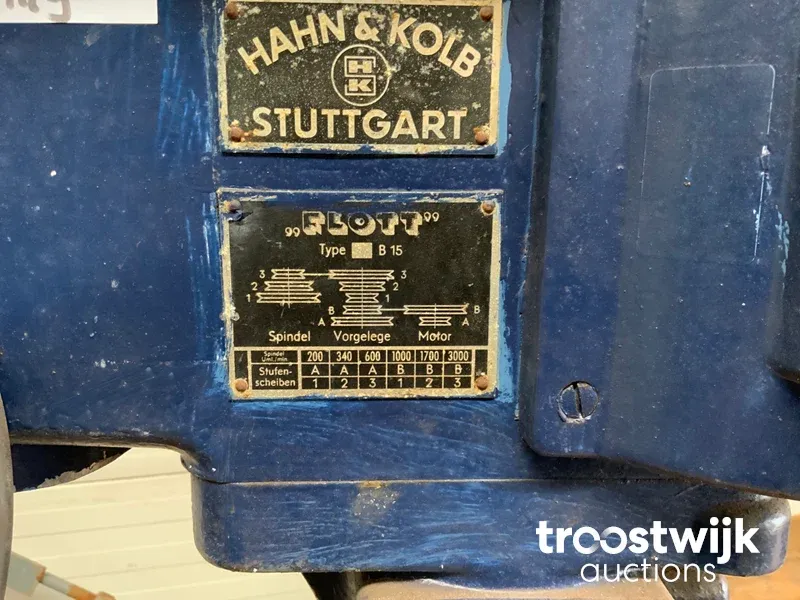 HAHN & KOLB
H
K
STUTTGART
"FLOTT"
Type B 15
3 3
2 2
1 1
B B
A A
Spindel Vorgelege Motor
Spindel Uml./min. 200 340 600 1000 1700 3000
Stufen- A A A B B B
scheiben 1 2 3 1 2 3
troostwijk
auctions